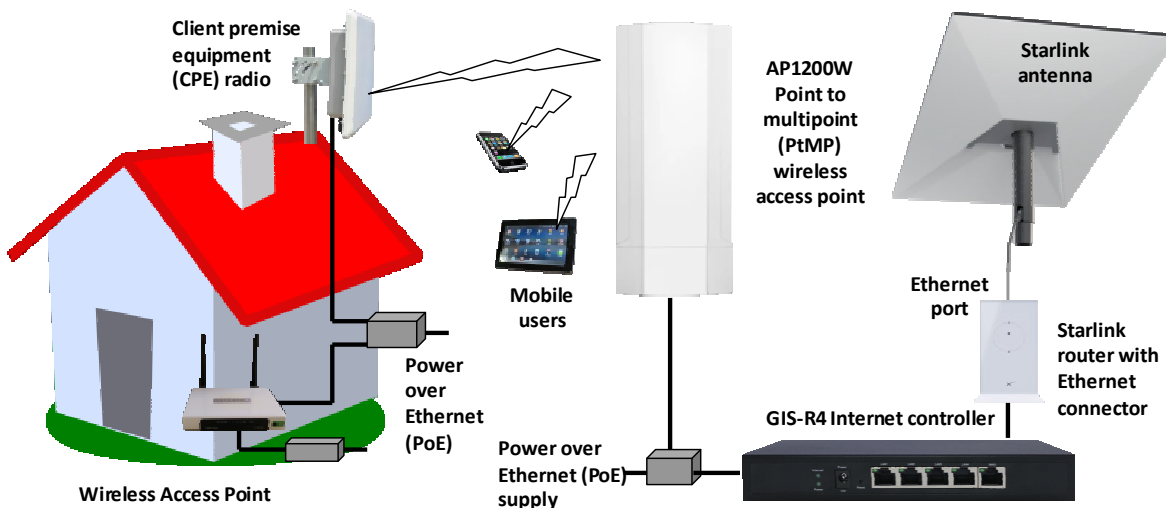 Client premise
equipment
(CPE) radio
AP1200W
Point to
multipoint
(PtMP)
wireless
access point
Starlink
antenna
Mobile
users
Ethernet
port
Starlink
router with
Ethernet
connector
Power
over
Ethernet
(PoE)
GIS-R4 Internet controller
Power over
Ethernet (PoE)
supply
Wireless Access Point